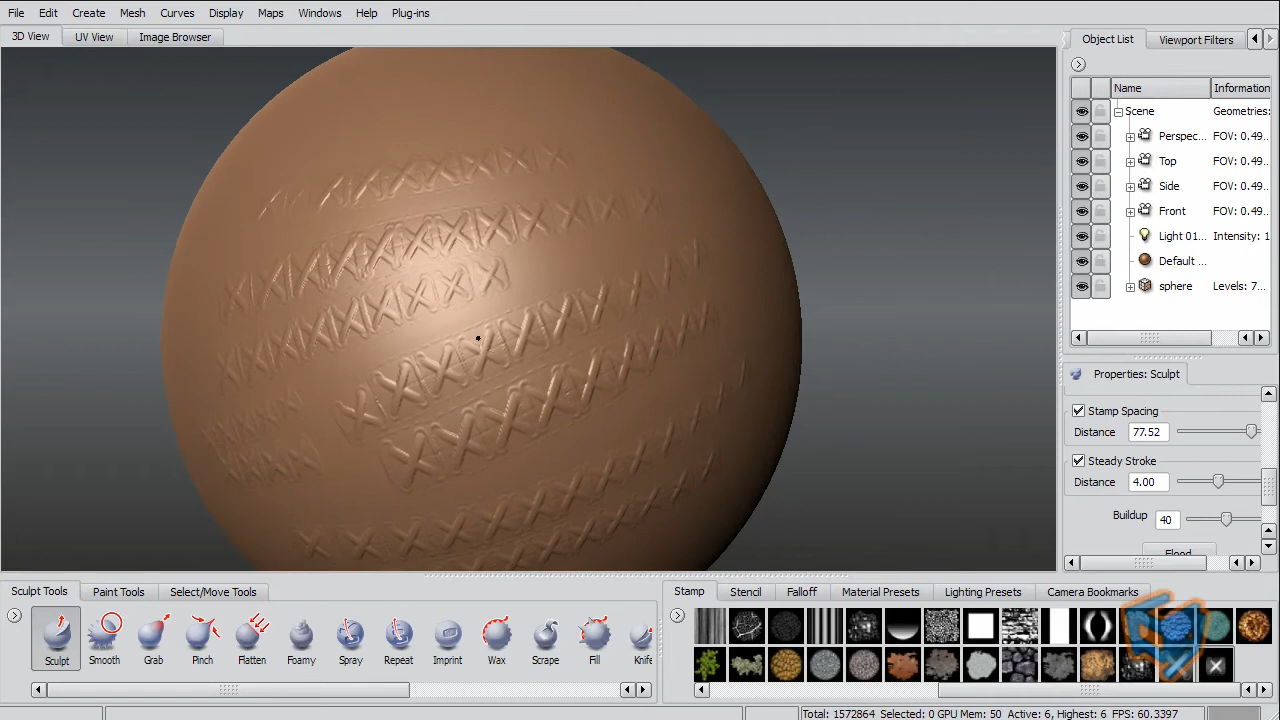 File Edit Create Mesh Curves Display Maps Windows Help Plug-ins
3D View UV View Image Browser
Object List Viewport Filters
Name Information
Scene Geometries:
Perspec... FOV: 0.49...
Top FOV: 0.49...
Side FOV: 0.49...
Front FOV: 0.49...
Light 01... Intensity: 1
Default ...
sphere Levels: 7...
Properties: Sculpt
Stamp Spacing
Distance 77.52
Steady Stroke
Distance 4.00
Buildup 40
Flood
Sculpt Tools Paint Tools Select/Move Tools
Sculpt Smooth Grab Pinch Flatten Foamy Spray Repeat Imprint Wax Scrape Fill Knife
Stamp Stencil Falloff Material Presets Lighting Presets Camera Bookmarks
Total: 1572864 Selected: 0 GPU Mem: 50 Active: 6, Highest: 6 FPS: 60.3397